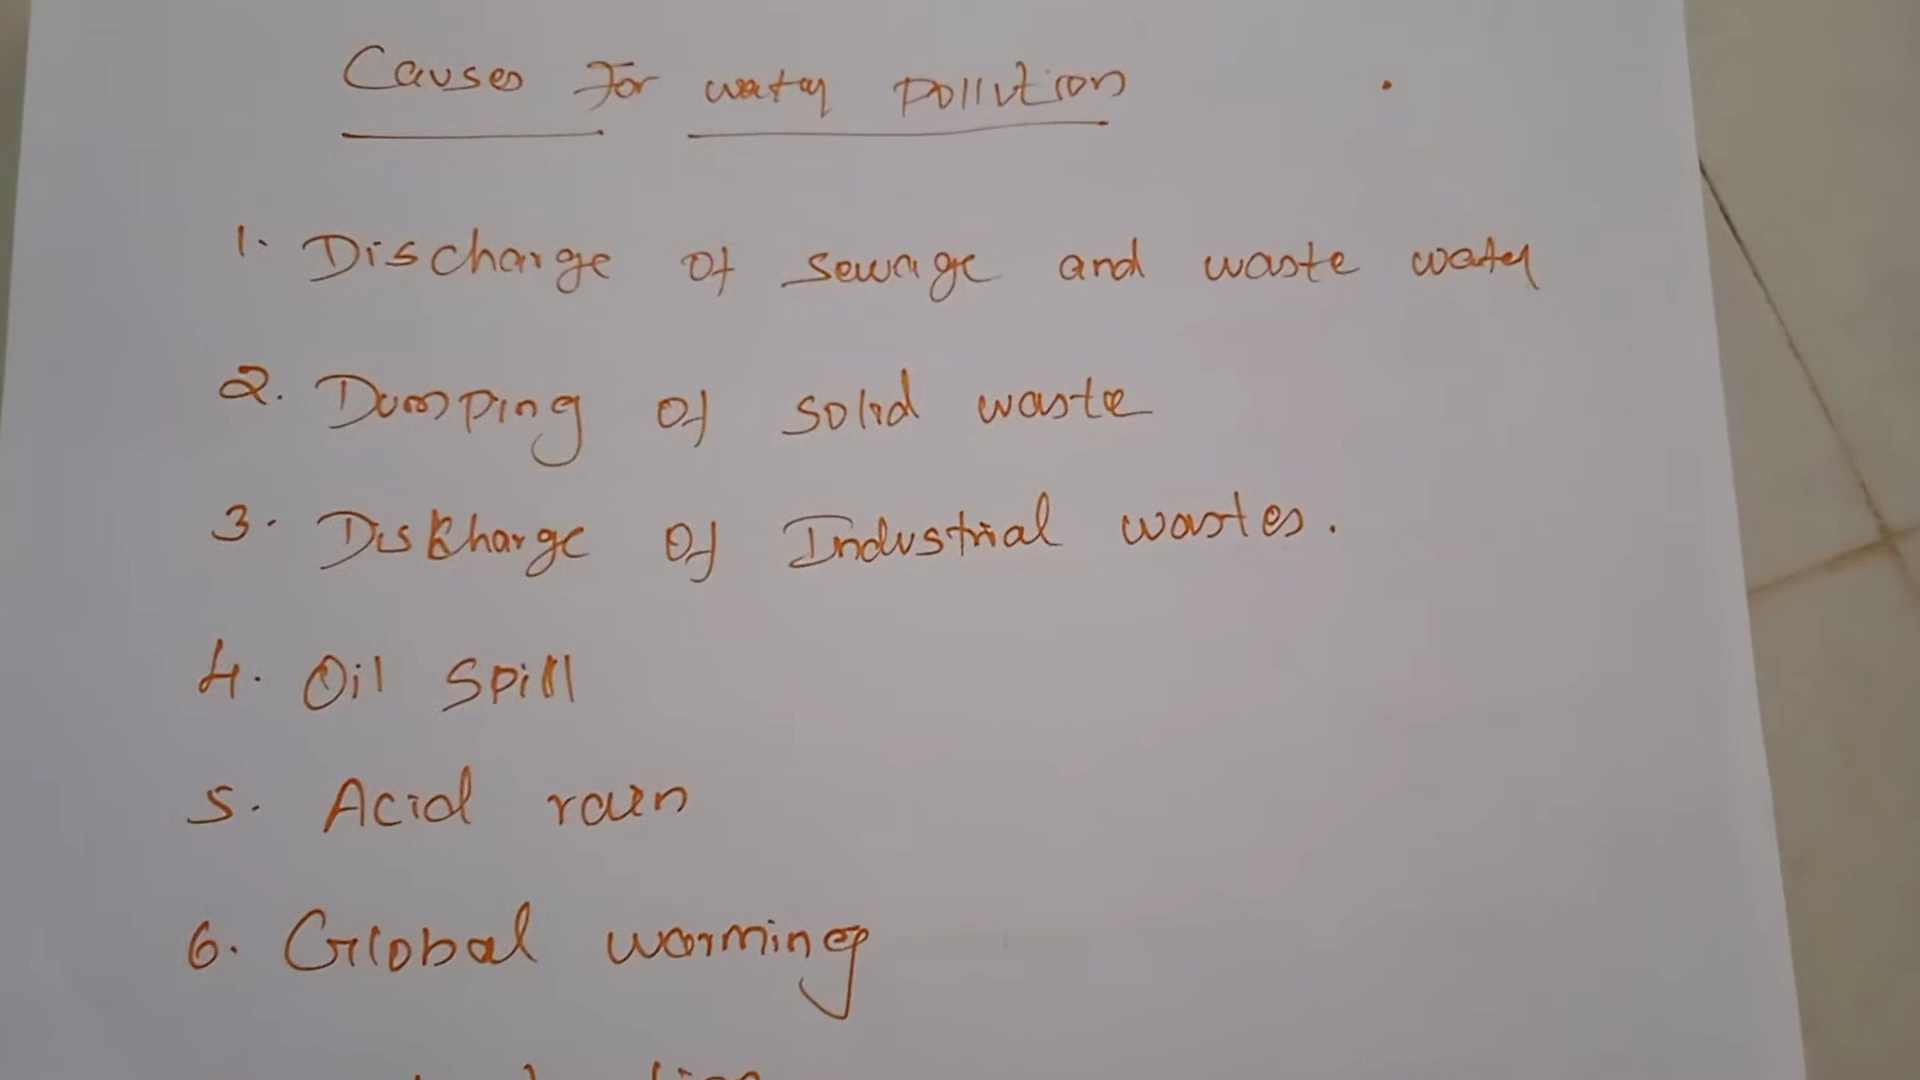 Causes For water pollution
1. Discharge of sewage and waste water
2. Dumping of solid waste
3. Discharge of Industrial wastes.
4. Oil spill
5. Acid rain
6. Global warming